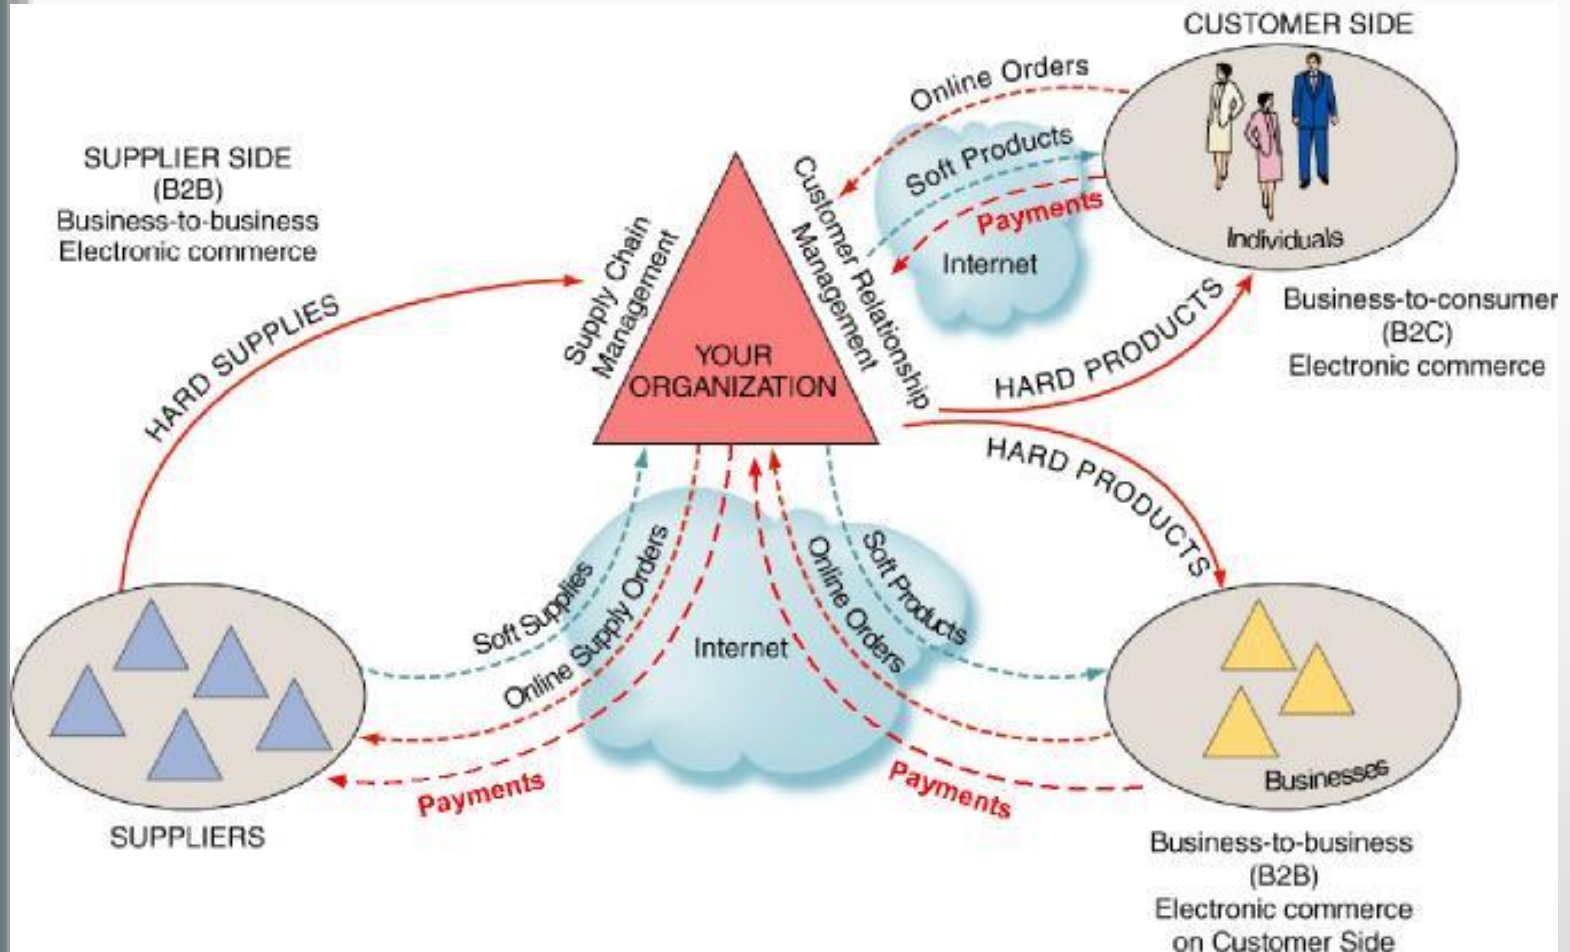 CUSTOMER SIDE
Online Orders
Soft Products
Payments
Internet
Individuals
Business-to-consumer
(B2C)
Electronic commerce
SUPPLIER SIDE
(B2B)
Business-to-business
Electronic commerce
HARD SUPPLIES
Supply Chain
Management
YOUR
ORGANIZATION
Customer Relationship
Management
HARD PRODUCTS
HARD PRODUCTS
Soft Supplies
Online Supply Orders
Payments
Internet
Online Orders
Soft Products
Payments
SUPPLIERS
Businesses
Business-to-business
(B2B)
Electronic commerce
on Customer Side